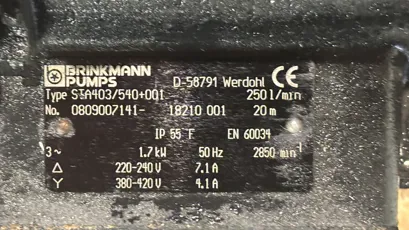 BRINKMANN
PUMPS D-58791 Werdohl CE
Type STA403/540+001 250 l/min
No. 0809007141- 18210 001 20 m
IP 55 F EN 60034
3~ 1.7 kW 50 Hz 2850 min-1
Δ 220-240 V 7.1 A
Y 380-420 V 4.1 A